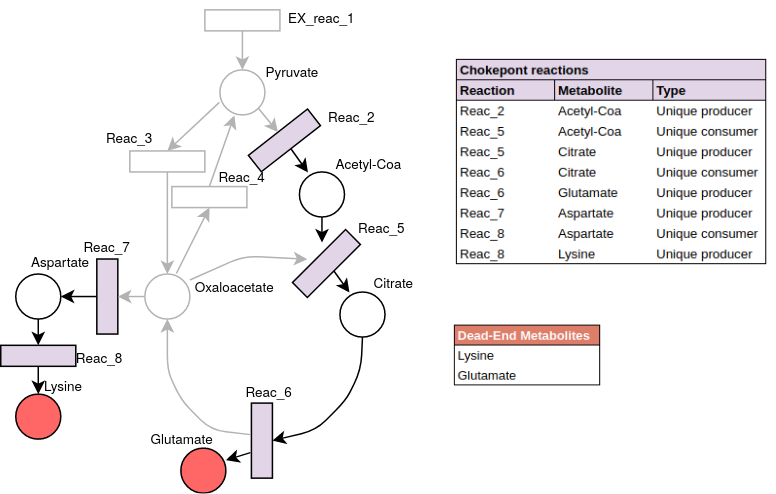 EX_reac_1
Pyruvate
Reac_3
Reac_2
Reac_4
Acetyl-Coa
Reac_7
Reac_5
Aspartate
Oxaloacetate
Citrate
Reac_8
Lysine
Reac_6
Glutamate
Chokepont reactions
Reaction Metabolite Type
Reac_2 Acetyl-Coa Unique producer
Reac_5 Acetyl-Coa Unique consumer
Reac_5 Citrate Unique producer
Reac_6 Citrate Unique consumer
Reac_6 Glutamate Unique producer
Reac_7 Aspartate Unique producer
Reac_8 Aspartate Unique consumer
Reac_8 Lysine Unique producer
Dead-End Metabolites
Lysine
Glutamate